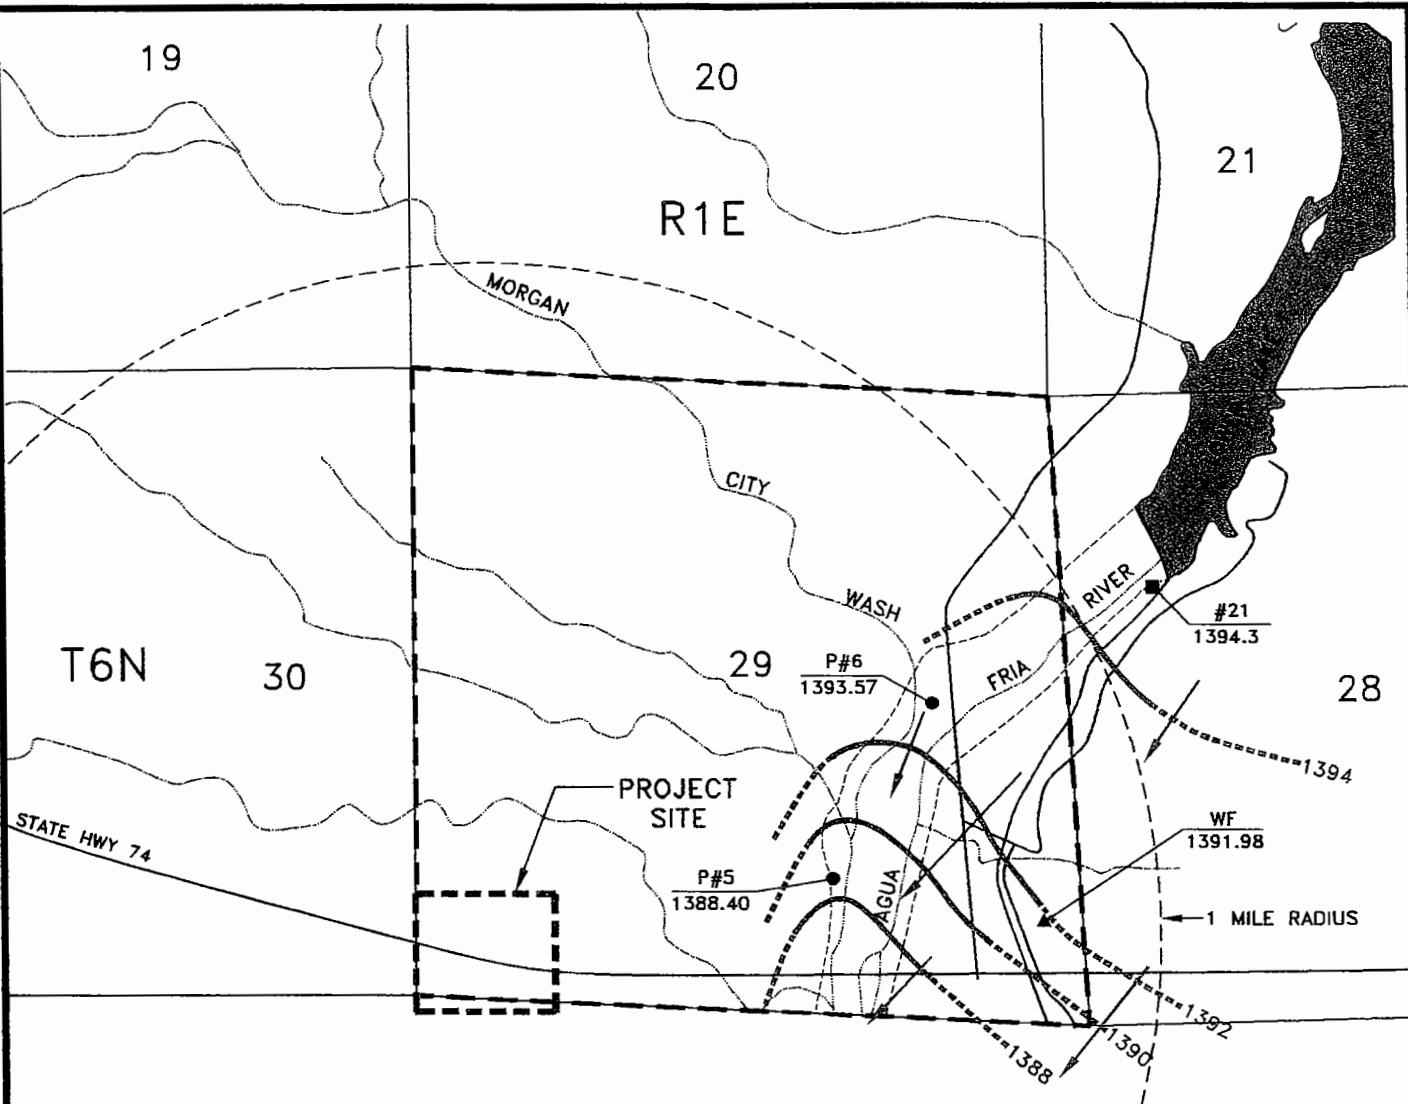 19
20
21
R1E
MORGAN
CITY
WASH
RIVER
#21
1394.3
T6N
30
29
P#6
1393.57
FRIA
28
1394
PROJECT
SITE
STATE HWY 74
WF
1391.98
P#5
1388.40
AGUA
1 MILE RADIUS
1392
1390
1388